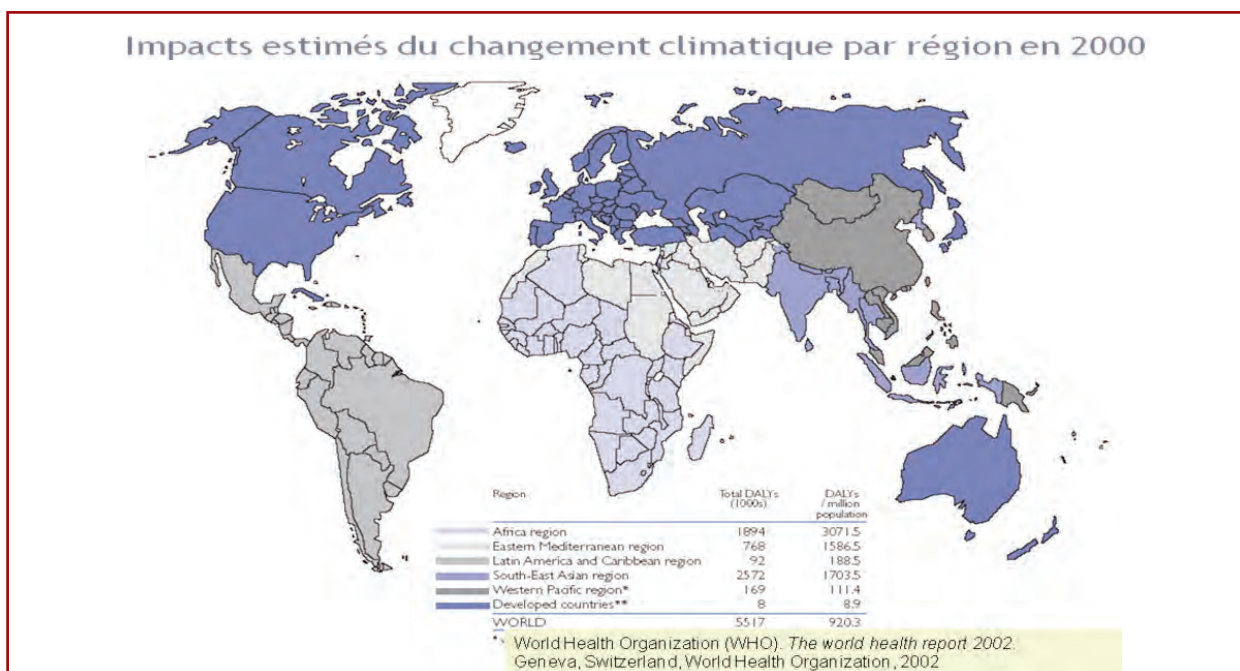 Impacts estimés du changement climatique par région en 2000
Region Total DALYs (1000s) DALYs / million population
Africa region 1894 3071.5
Eastern Mediterranean region 768 1586.5
Latin America and Caribbean region 92 188.5
South-East Asian region 2572 1703.5
Western Pacific region* 169 111.4
Developed countries** 8 8.9
WORLD 5517 920.3
World Health Organization (WHO). The world health report 2002.
Geneva, Switzerland, World Health Organization, 2002